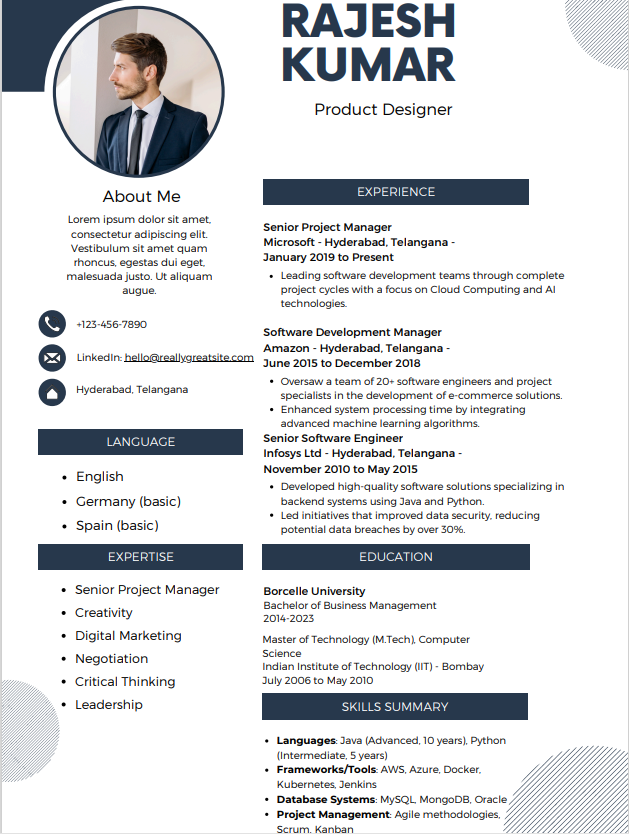 RAJESH
KUMAR
Product Designer
About Me
Lorem ipsum dolor sit amet,
consectetur adipiscing elit.
Vestibulum sit amet quam
rhoncus, egestas dui eget,
malesuada justo. Ut aliquam
augue.
+123-456-7890
LinkedIn: hello@reallygreatsite.com
Hyderabad, Telangana
LANGUAGE
English
Germany (basic)
Spain (basic)
EXPERTISE
Senior Project Manager
Creativity
Digital Marketing
Negotiation
Critical Thinking
Leadership
EXPERIENCE
Senior Project Manager
Microsoft - Hyderabad, Telangana -
January 2019 to Present
Leading software development teams through complete
project cycles with a focus on Cloud Computing and AI
technologies.
Software Development Manager
Amazon - Hyderabad, Telangana -
June 2015 to December 2018
Oversaw a team of 20+ software engineers and project
specialists in the development of e-commerce solutions.
Enhanced system processing time by integrating
advanced machine learning algorithms.
Senior Software Engineer
Infosys Ltd - Hyderabad, Telangana -
November 2010 to May 2015
Developed high-quality software solutions specializing in
backend systems using Java and Python.
Led initiatives that improved data security, reducing
potential data breaches by over 30%.
EDUCATION
Borcelle University
Bachelor of Business Management
2014-2023
Master of Technology (M.Tech), Computer
Science
Indian Institute of Technology (IIT) - Bombay
July 2006 to May 2010
SKILLS SUMMARY
Languages: Java (Advanced, 10 years), Python
(Intermediate, 5 years)
Frameworks/Tools: AWS, Azure, Docker,
Kubernetes, Jenkins
Database Systems: MySQL, MongoDB, Oracle
Project Management: Agile methodologies,
Scrum, Kanban